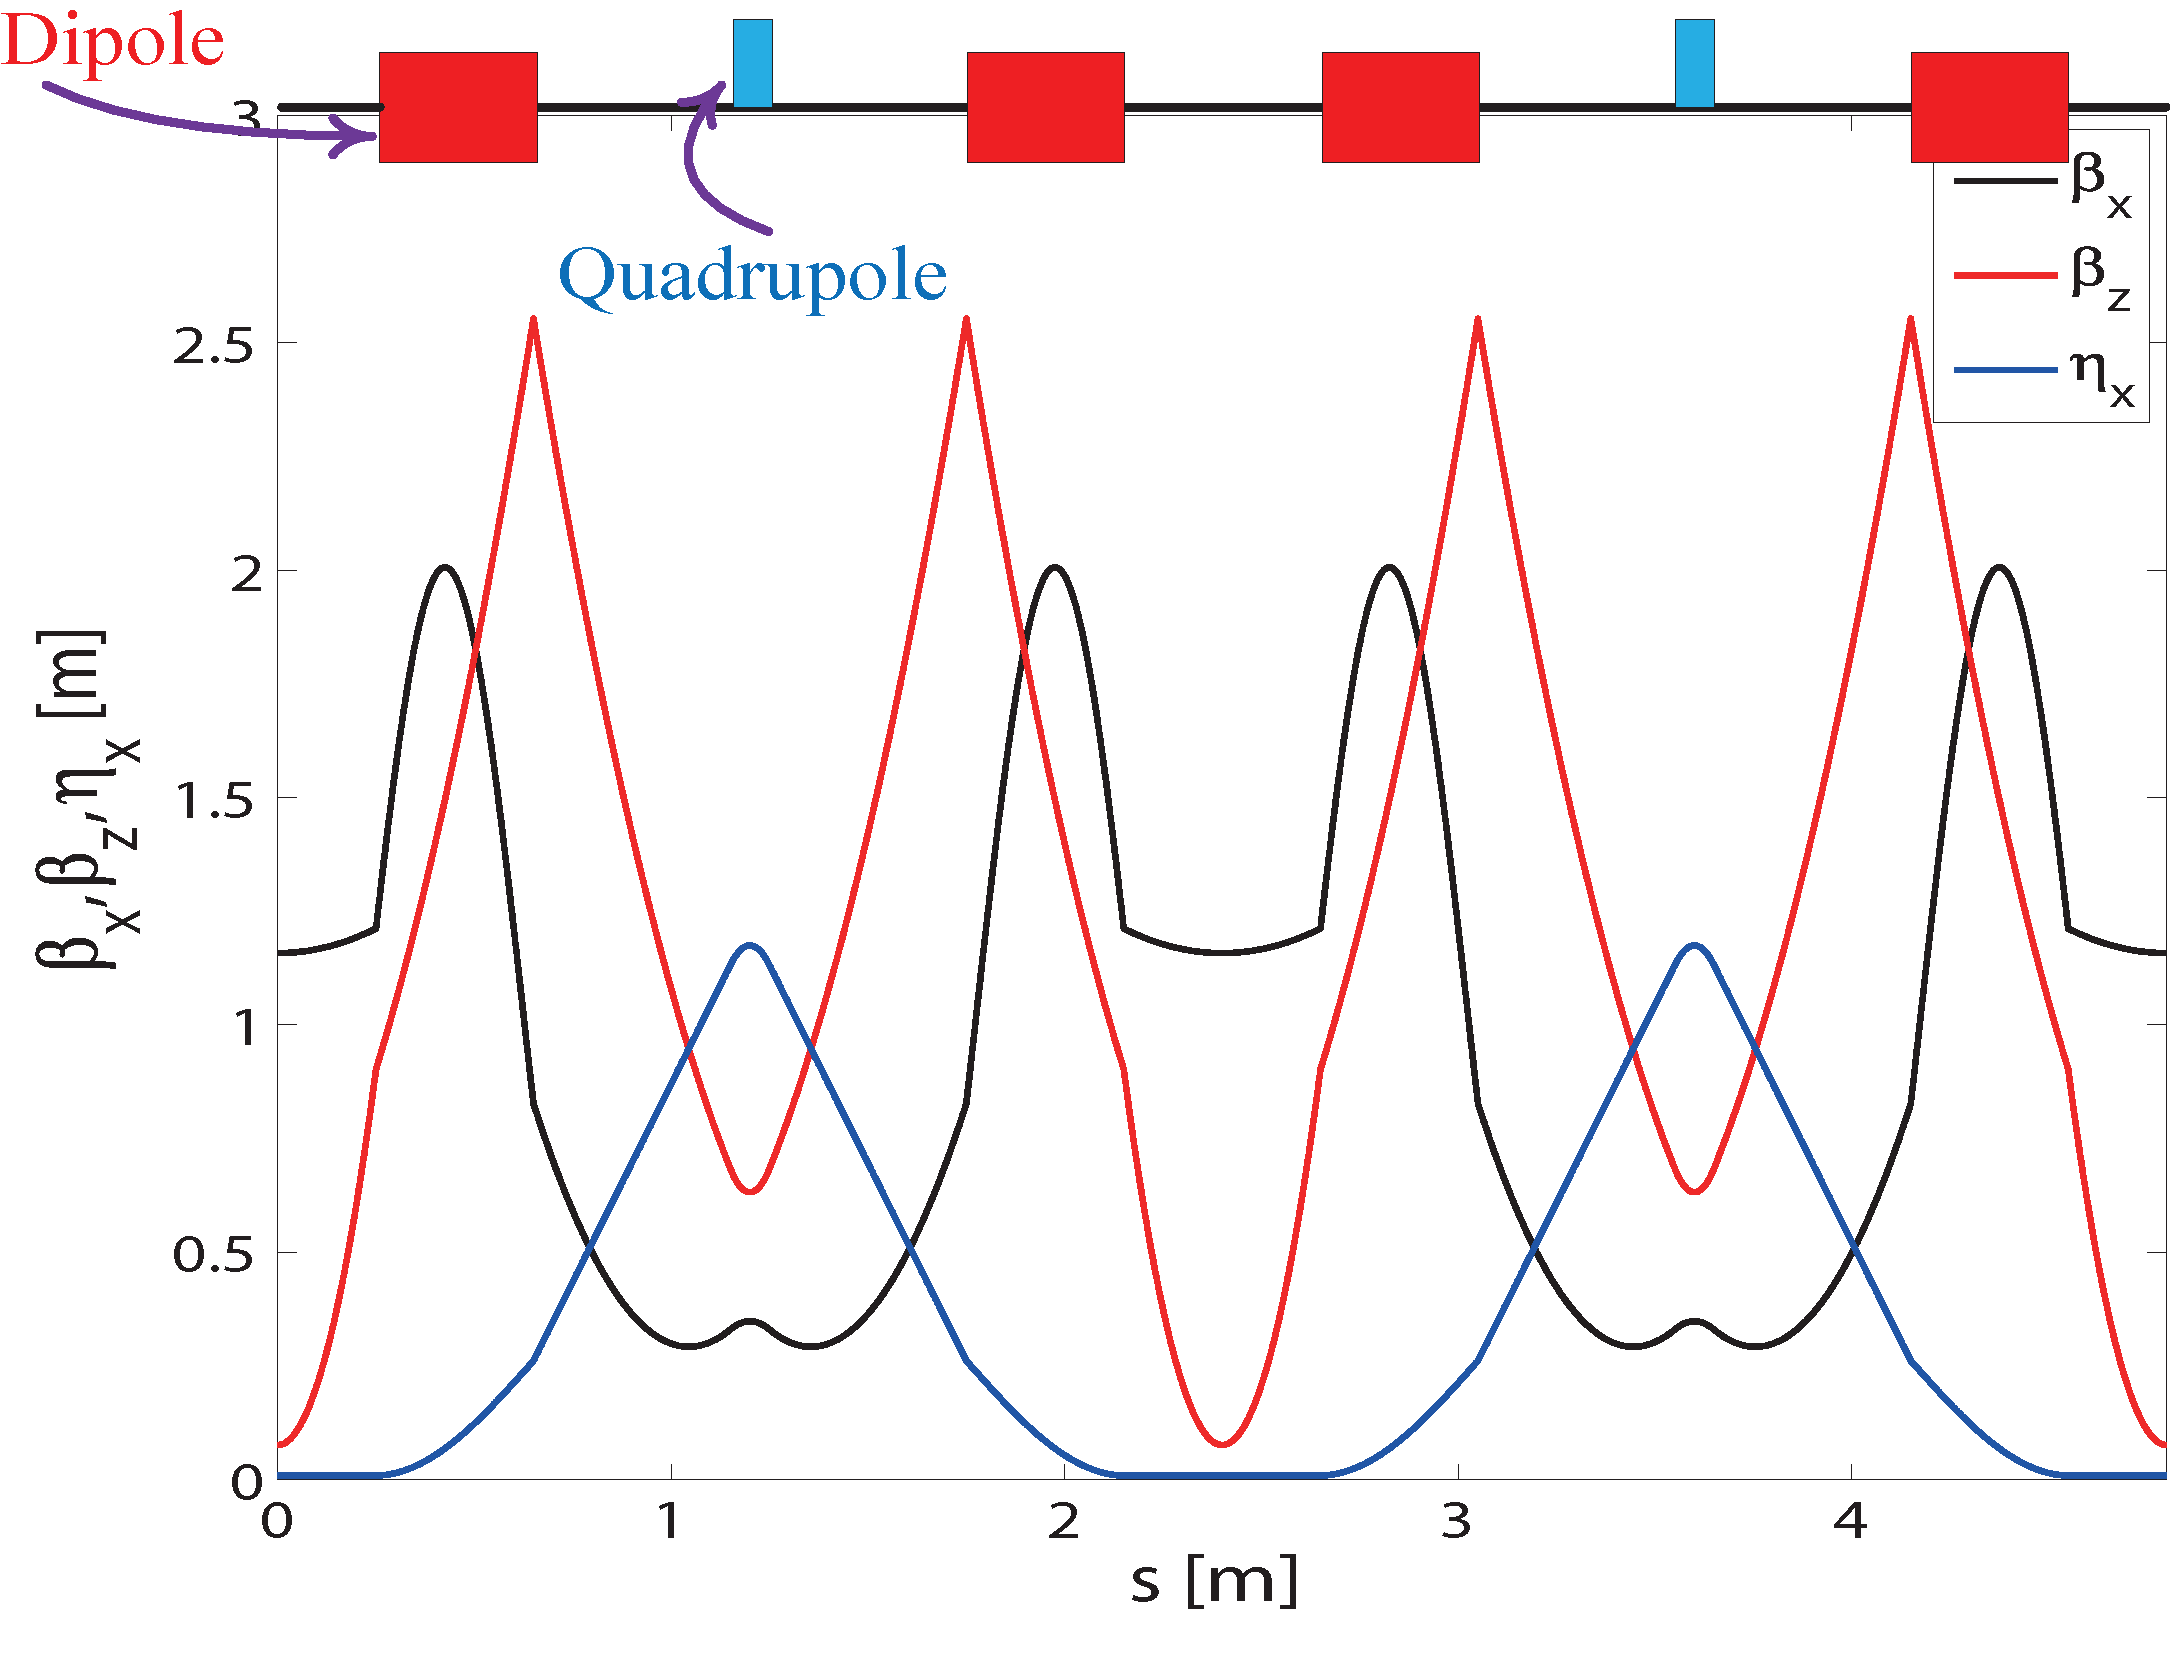 Dipole
Quadrupole
βx
βz
ηx
βx,βz,ηx [m]
3
2.5
2
1.5
1
0.5
0
0 1 2 3 4
s [m]